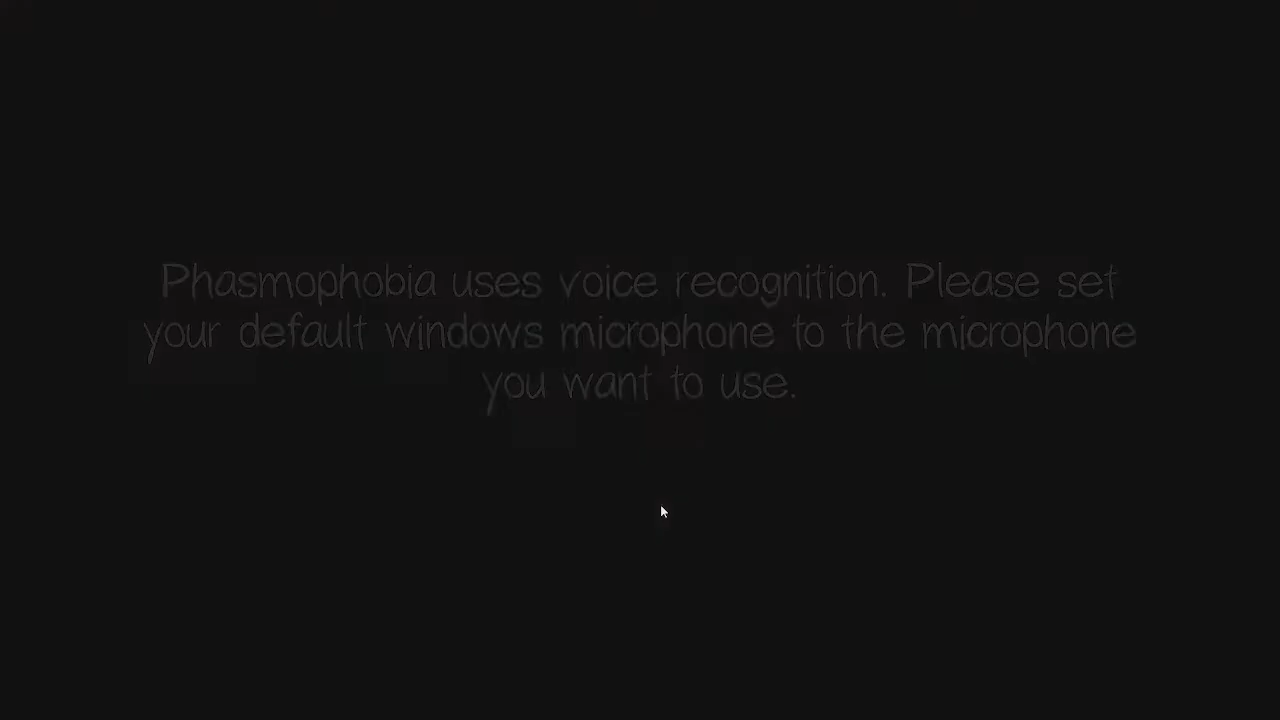 Phasmophobia uses voice recognition. Please set
your default windows microphone to the microphone
you want to use.